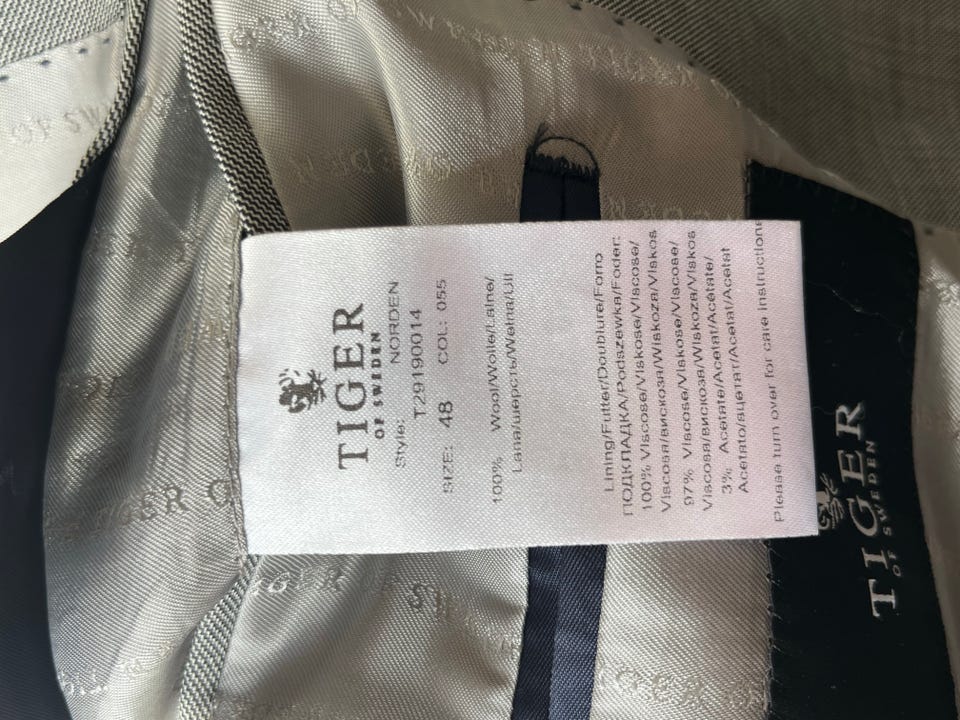 TIGER
OF SWEDEN
Style: NORDEN
T29190014
SIZE: 48 COL: 055
100% Wool/Wolle/Laine/
Lana/шерсть/Wełna/Ull
Lining/Futter/Doublure/Forro
ПОДКЛАДКА/Podszewka/Foder:
100% Viscose/Viskose/Viscose/
Viscosa/вискоза/Wiskoza/Viskos
97% Viscose/Viskose/Viscose/
Viscosa/вискоза/Wiskoza/Viskos
3% Acetate/Acetat/Acétate/
Acetato/ацетат/Acetat/Acetat
Please turn over for care instructions
TIGER
OF SWEDEN